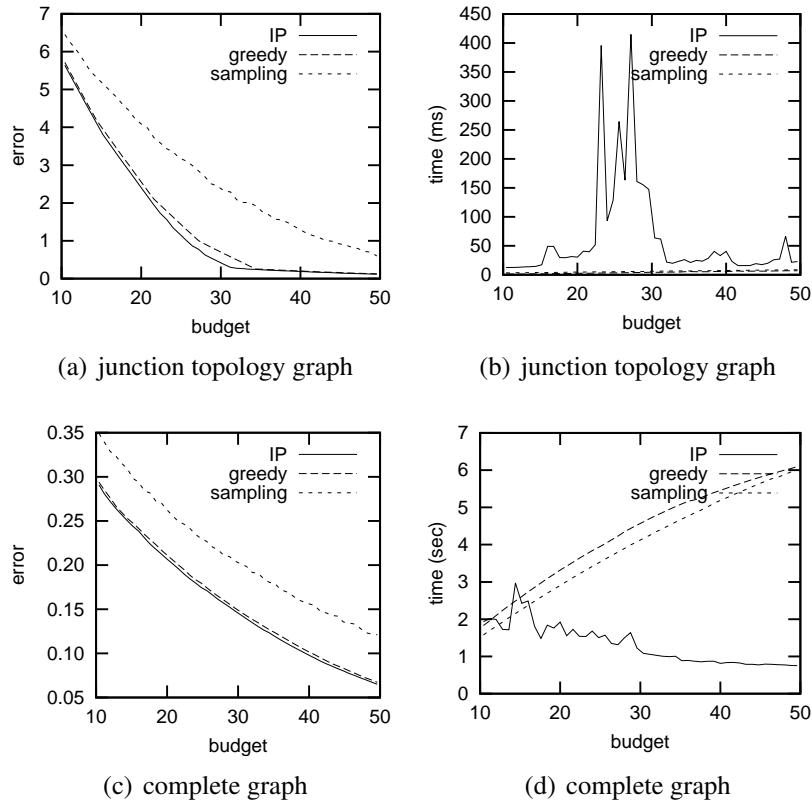 7
6
5
4
3
2
1
0
error
IP
greedy
sampling
10 20 30 40 50
budget
(a) junction topology graph
450
400
350
300
250
200
150
100
50
0
time (ms)
IP
greedy
sampling
10 20 30 40 50
budget
(b) junction topology graph
0.35
0.30
0.25
0.20
0.15
0.10
0.05
error
IP
greedy
sampling
10 20 30 40 50
budget
(c) complete graph
7
6
5
4
3
2
1
0
time (sec)
IP
greedy
sampling
10 20 30 40 50
budget
(d) complete graph